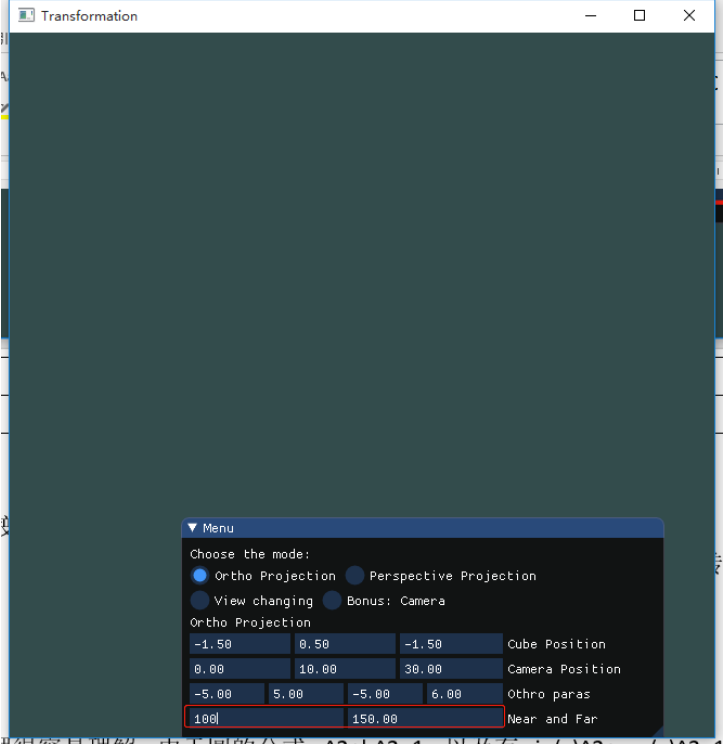 Transformation
Menu
Choose the mode:
Ortho Projection Perspective Projection
View changing Bonus: Camera
Ortho Projection
-1.50 0.50 -1.50 Cube Position
0.00 10.00 30.00 Camera Position
-5.00 5.00 -5.00 6.00 Othro paras
100 150.00 Near and Far